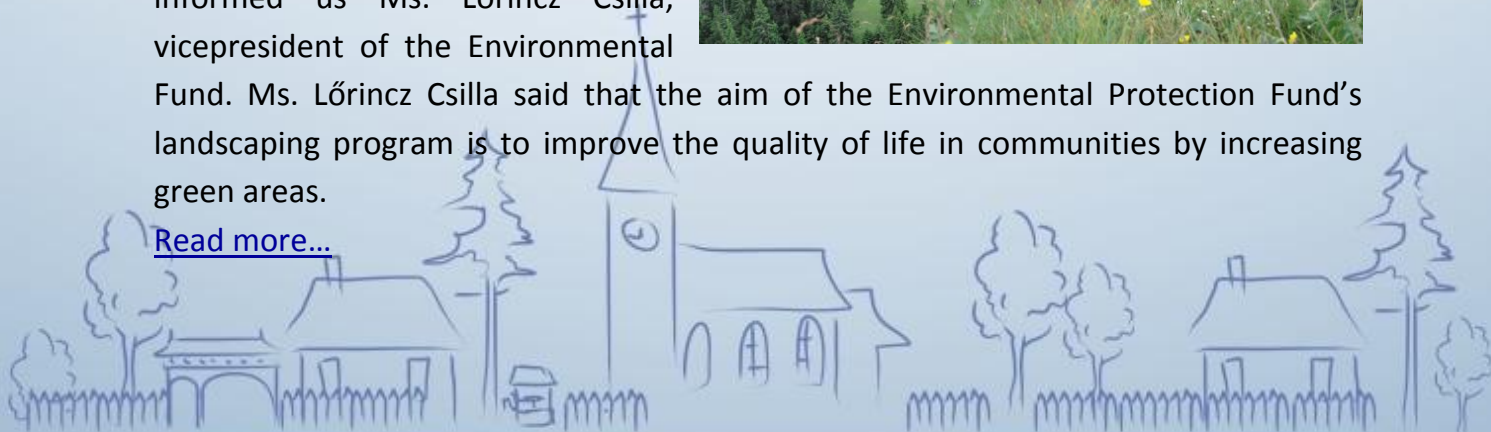 informed us Ms. Lőrincz Csilla,
vicepresident of the Environmental
Fund. Ms. Lőrincz Csilla said that the aim of the Environmental Protection Fund’s
landscaping program is to improve the quality of life in communities by increasing
green areas.
Read more…